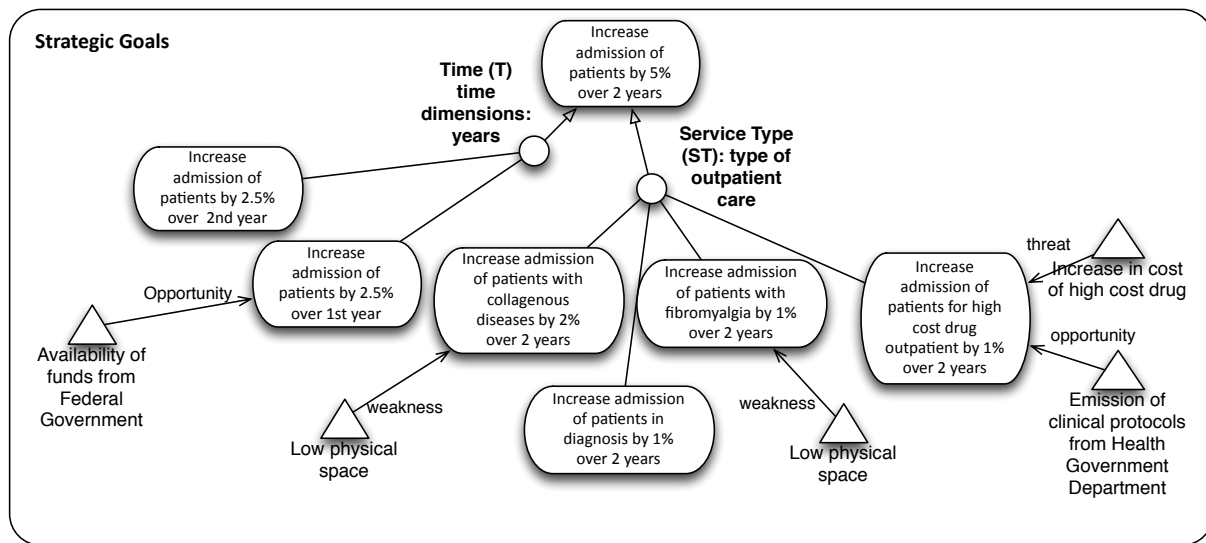 Strategic Goals
Increase
admission of
patients by 5%
over 2 years
Time (T)
time
dimensions:
years
Service Type
(ST): type of
outpatient
care
Increase
admission of
patients by 2.5%
over 2nd year
Increase
admission of
patients by 2.5%
over 1st year
Opportunity
Availability of
funds from
Federal
Government
Increase admission
of patients with
collagenous
diseases by 2%
over 2 years
weakness
Low physical
space
Increase admission
of patients in
diagnosis by 1%
over 2 years
Increase admission
of patients with
fibromyalgia by 1%
over 2 years
weakness
Low physical
space
Increase
admission of
patients for high
cost drug
outpatient by 1%
over 2 years
threat
Increase in cost
of high cost drug
opportunity
Emission of
clinical protocols
from Health
Government
Department